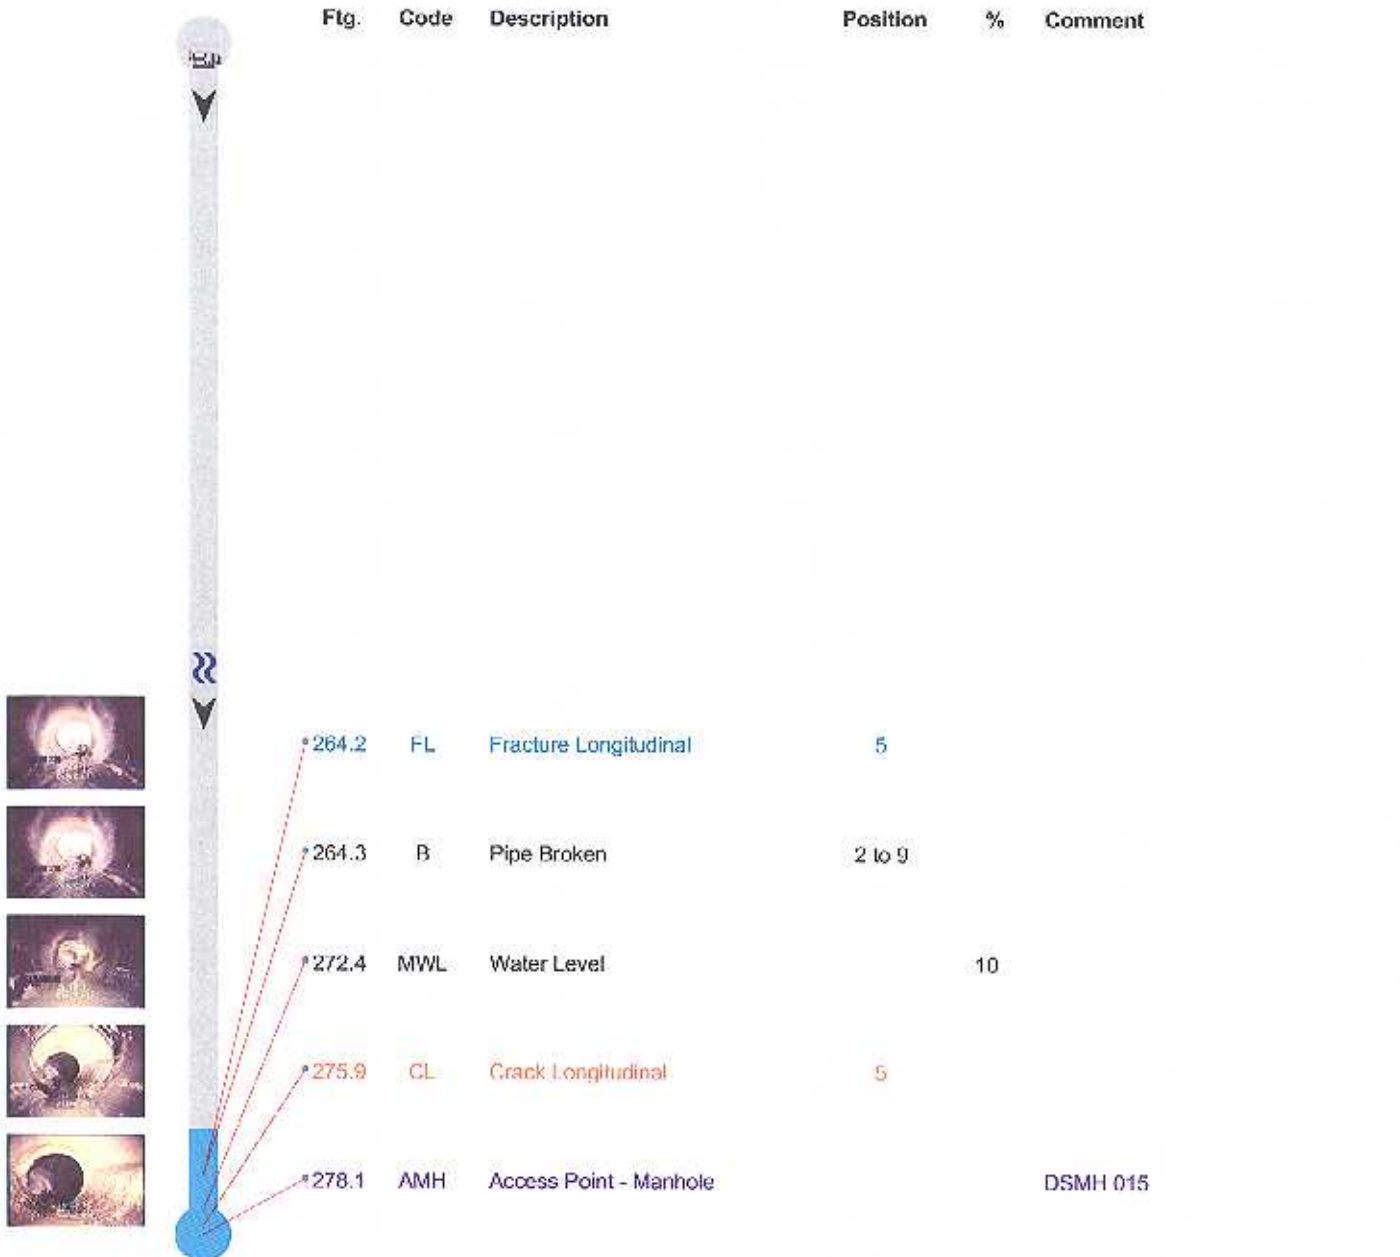 Ftg. Code Description Position % Comment
264.2 FL Fracture Longitudinal 5
264.3 B Pipe Broken 2 to 9
272.4 MWL Water Level 10
275.9 CL Crack Longitudinal 5
278.1 AMH Access Point - Manhole DSMH 015